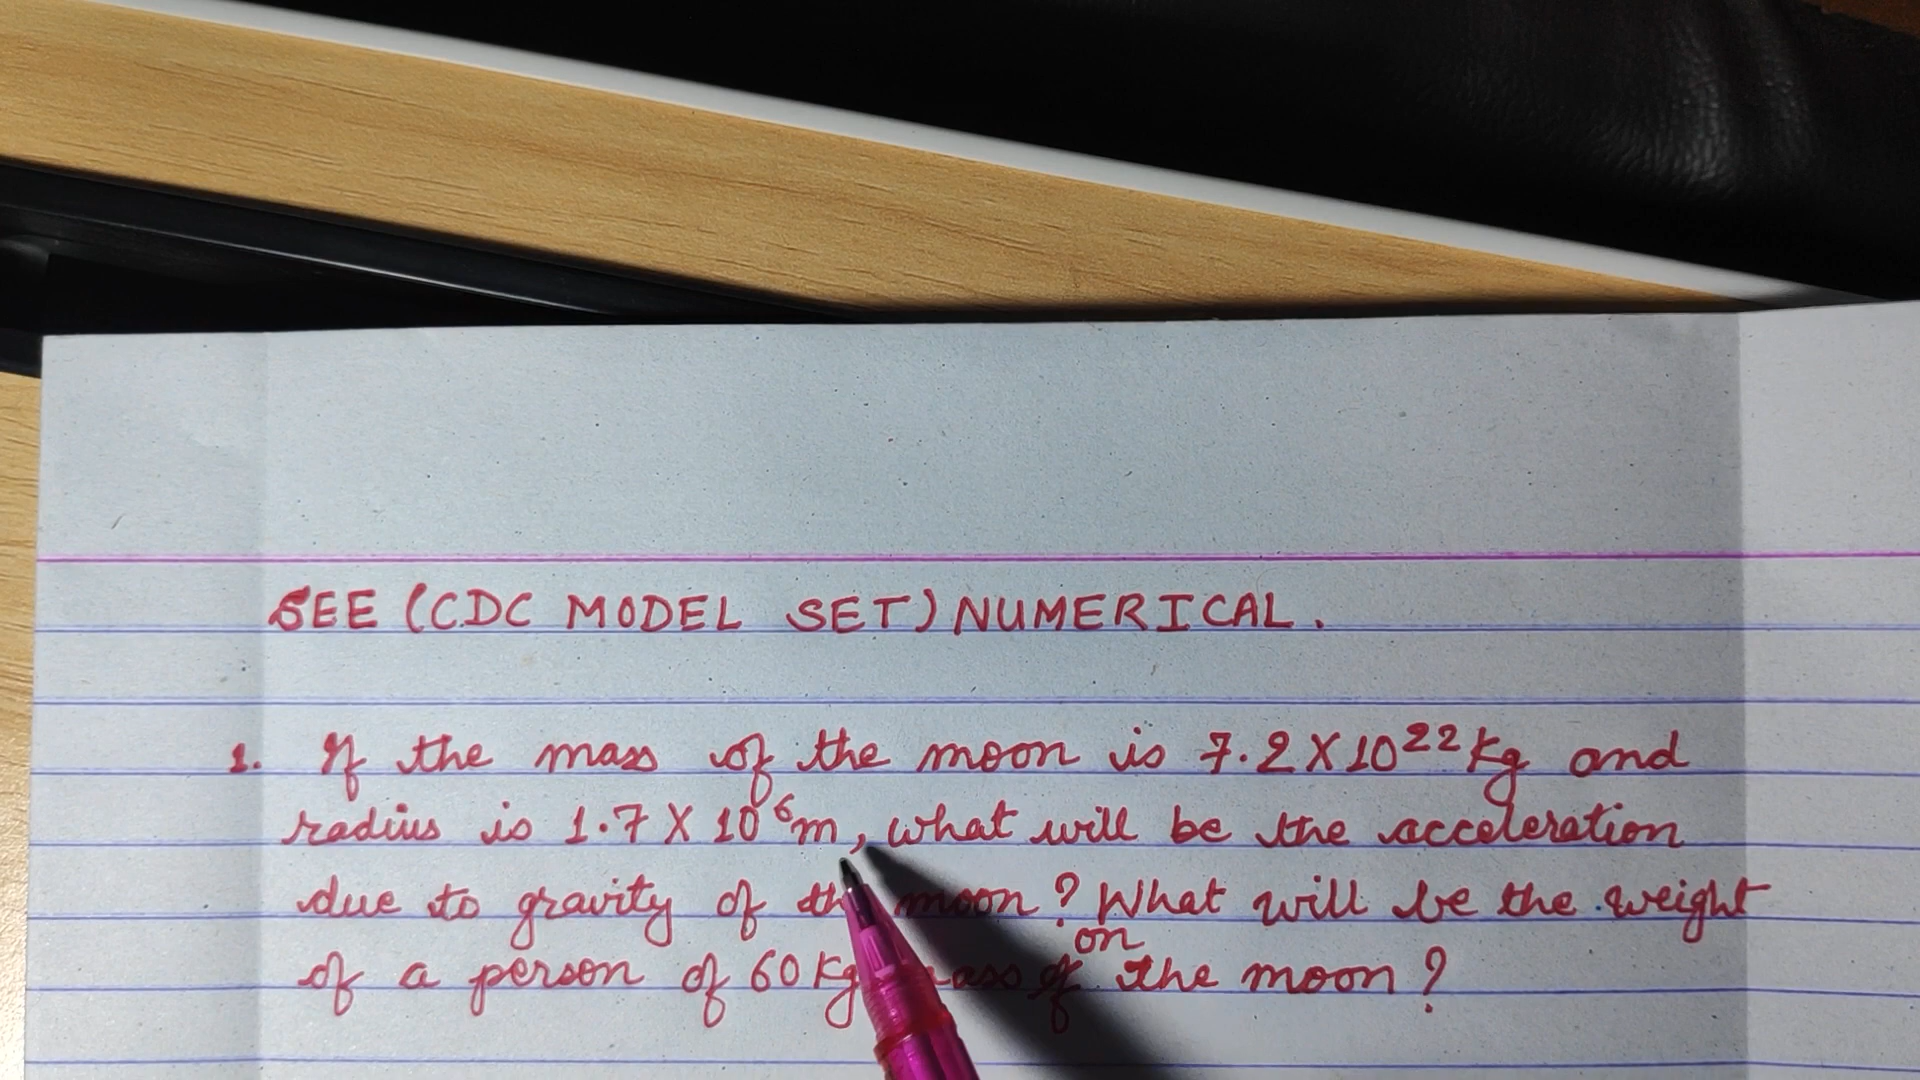 SEE (CDC MODEL SET) NUMERICAL.
1. If the mass of the moon is 7.2 X 10²² Kg and
radius is 1.7 X 10⁶m, what will be the acceleration
due to gravity of the moon? What will be the weight
on
of a person of 60 Kg mass of the moon?